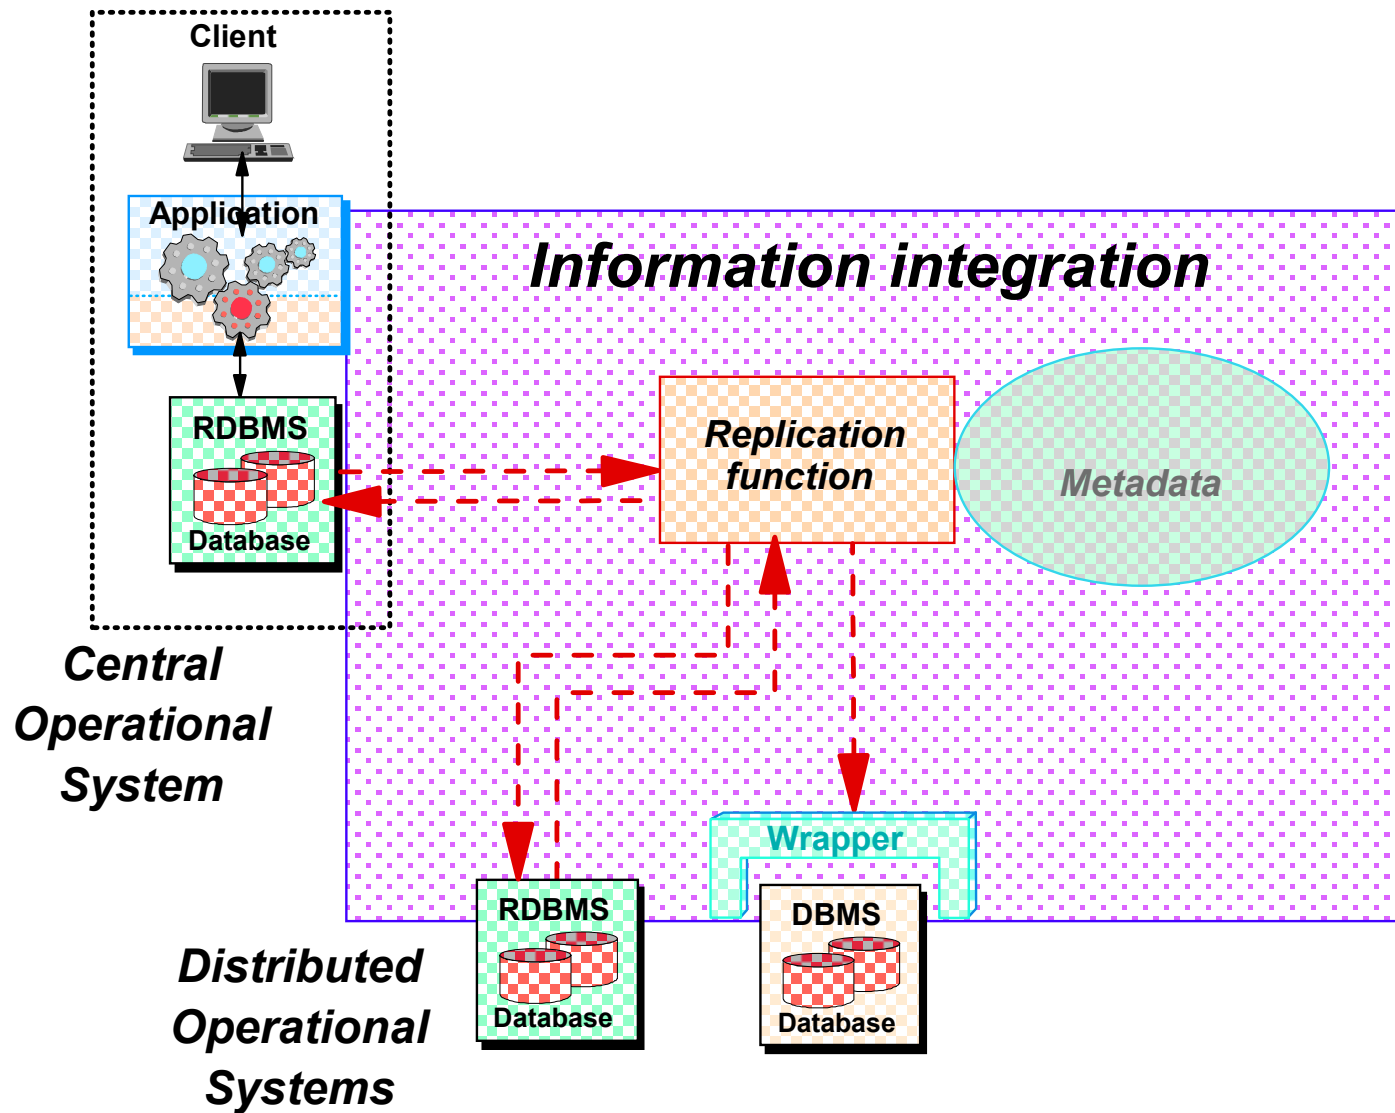 Client
Application
Information integration
RDBMS
Database
Replication
function
Metadata
Central
Operational
System
Wrapper
RDBMS
Database
DBMS
Database
Distributed
Operational
Systems